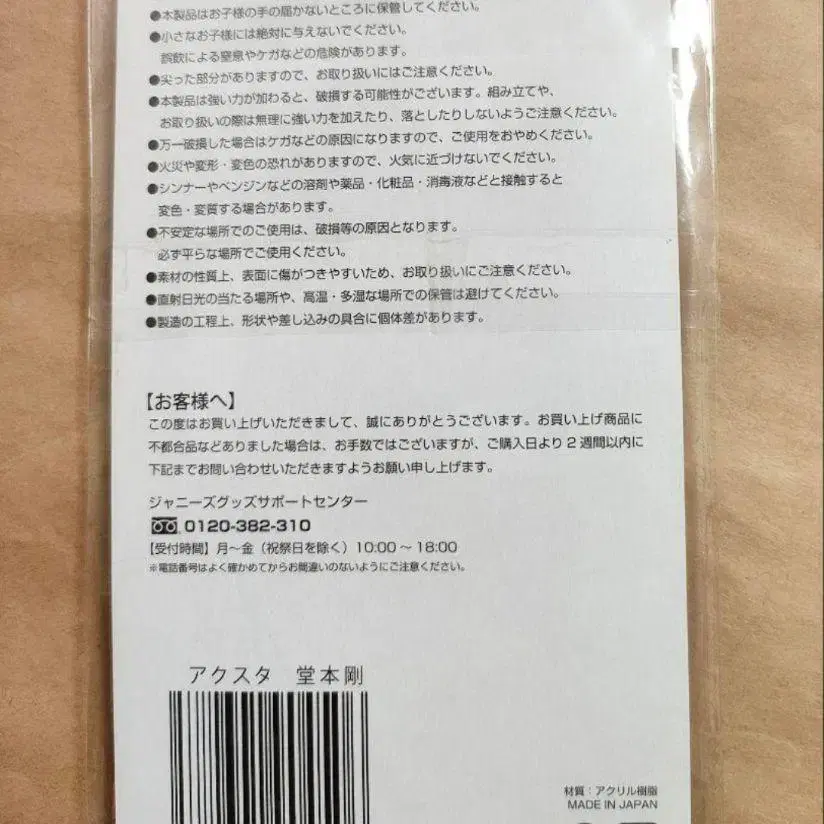 ●本製品はお子様の手の届かないところに保管してください。
●小さなお子様には絶対に与えないでください。
誤飲による窒息やケガなどの危険があります。
●尖った部分がありますので、お取り扱いにはご注意ください。
●本製品は強い力が加わると、破損する可能性がございます。組み立てや、
お取り扱いの際は無理に強い力を加えたり、落としたりしないようご注意ください。
●万一破損した場合はケガなどの原因になりますので、ご使用をおやめください。
●火災や変形・変色の恐れがありますので、火気に近づけないでください。
●シンナーやベンジンなどの溶剤や薬品・化粧品・消毒液などと接触すると
変色・変質する場合があります。
●不安定な場所でのご使用は、破損等の原因となります。
必ず平らな場所でご使用ください。
●素材の性質上、表面に傷がつきやすいため、お取り扱いにご注意ください。
●直射日光の当たる場所や、高温・多湿な場所での保管は避けてください。
●製造の工程上、形状や差し込みの具合に個体差があります。
【お客様へ】
この度はお買い上げいただきまして、誠にありがとうございます。お買い上げ商品に
不都合品などありました場合は、お手数ではございますが、ご購入日より2週間以内に
下記までお問い合わせいただきますようお願い申し上げます。
ジャニーズグッズサポートセンター
0120-382-310
【受付時間】月〜金（祝祭日を除く）10:00〜18:00
※電話番号はよく確かめてからお間違いのないようにご注意ください。
アクスタ 堂本剛
材質：アクリル樹脂
MADE IN JAPAN